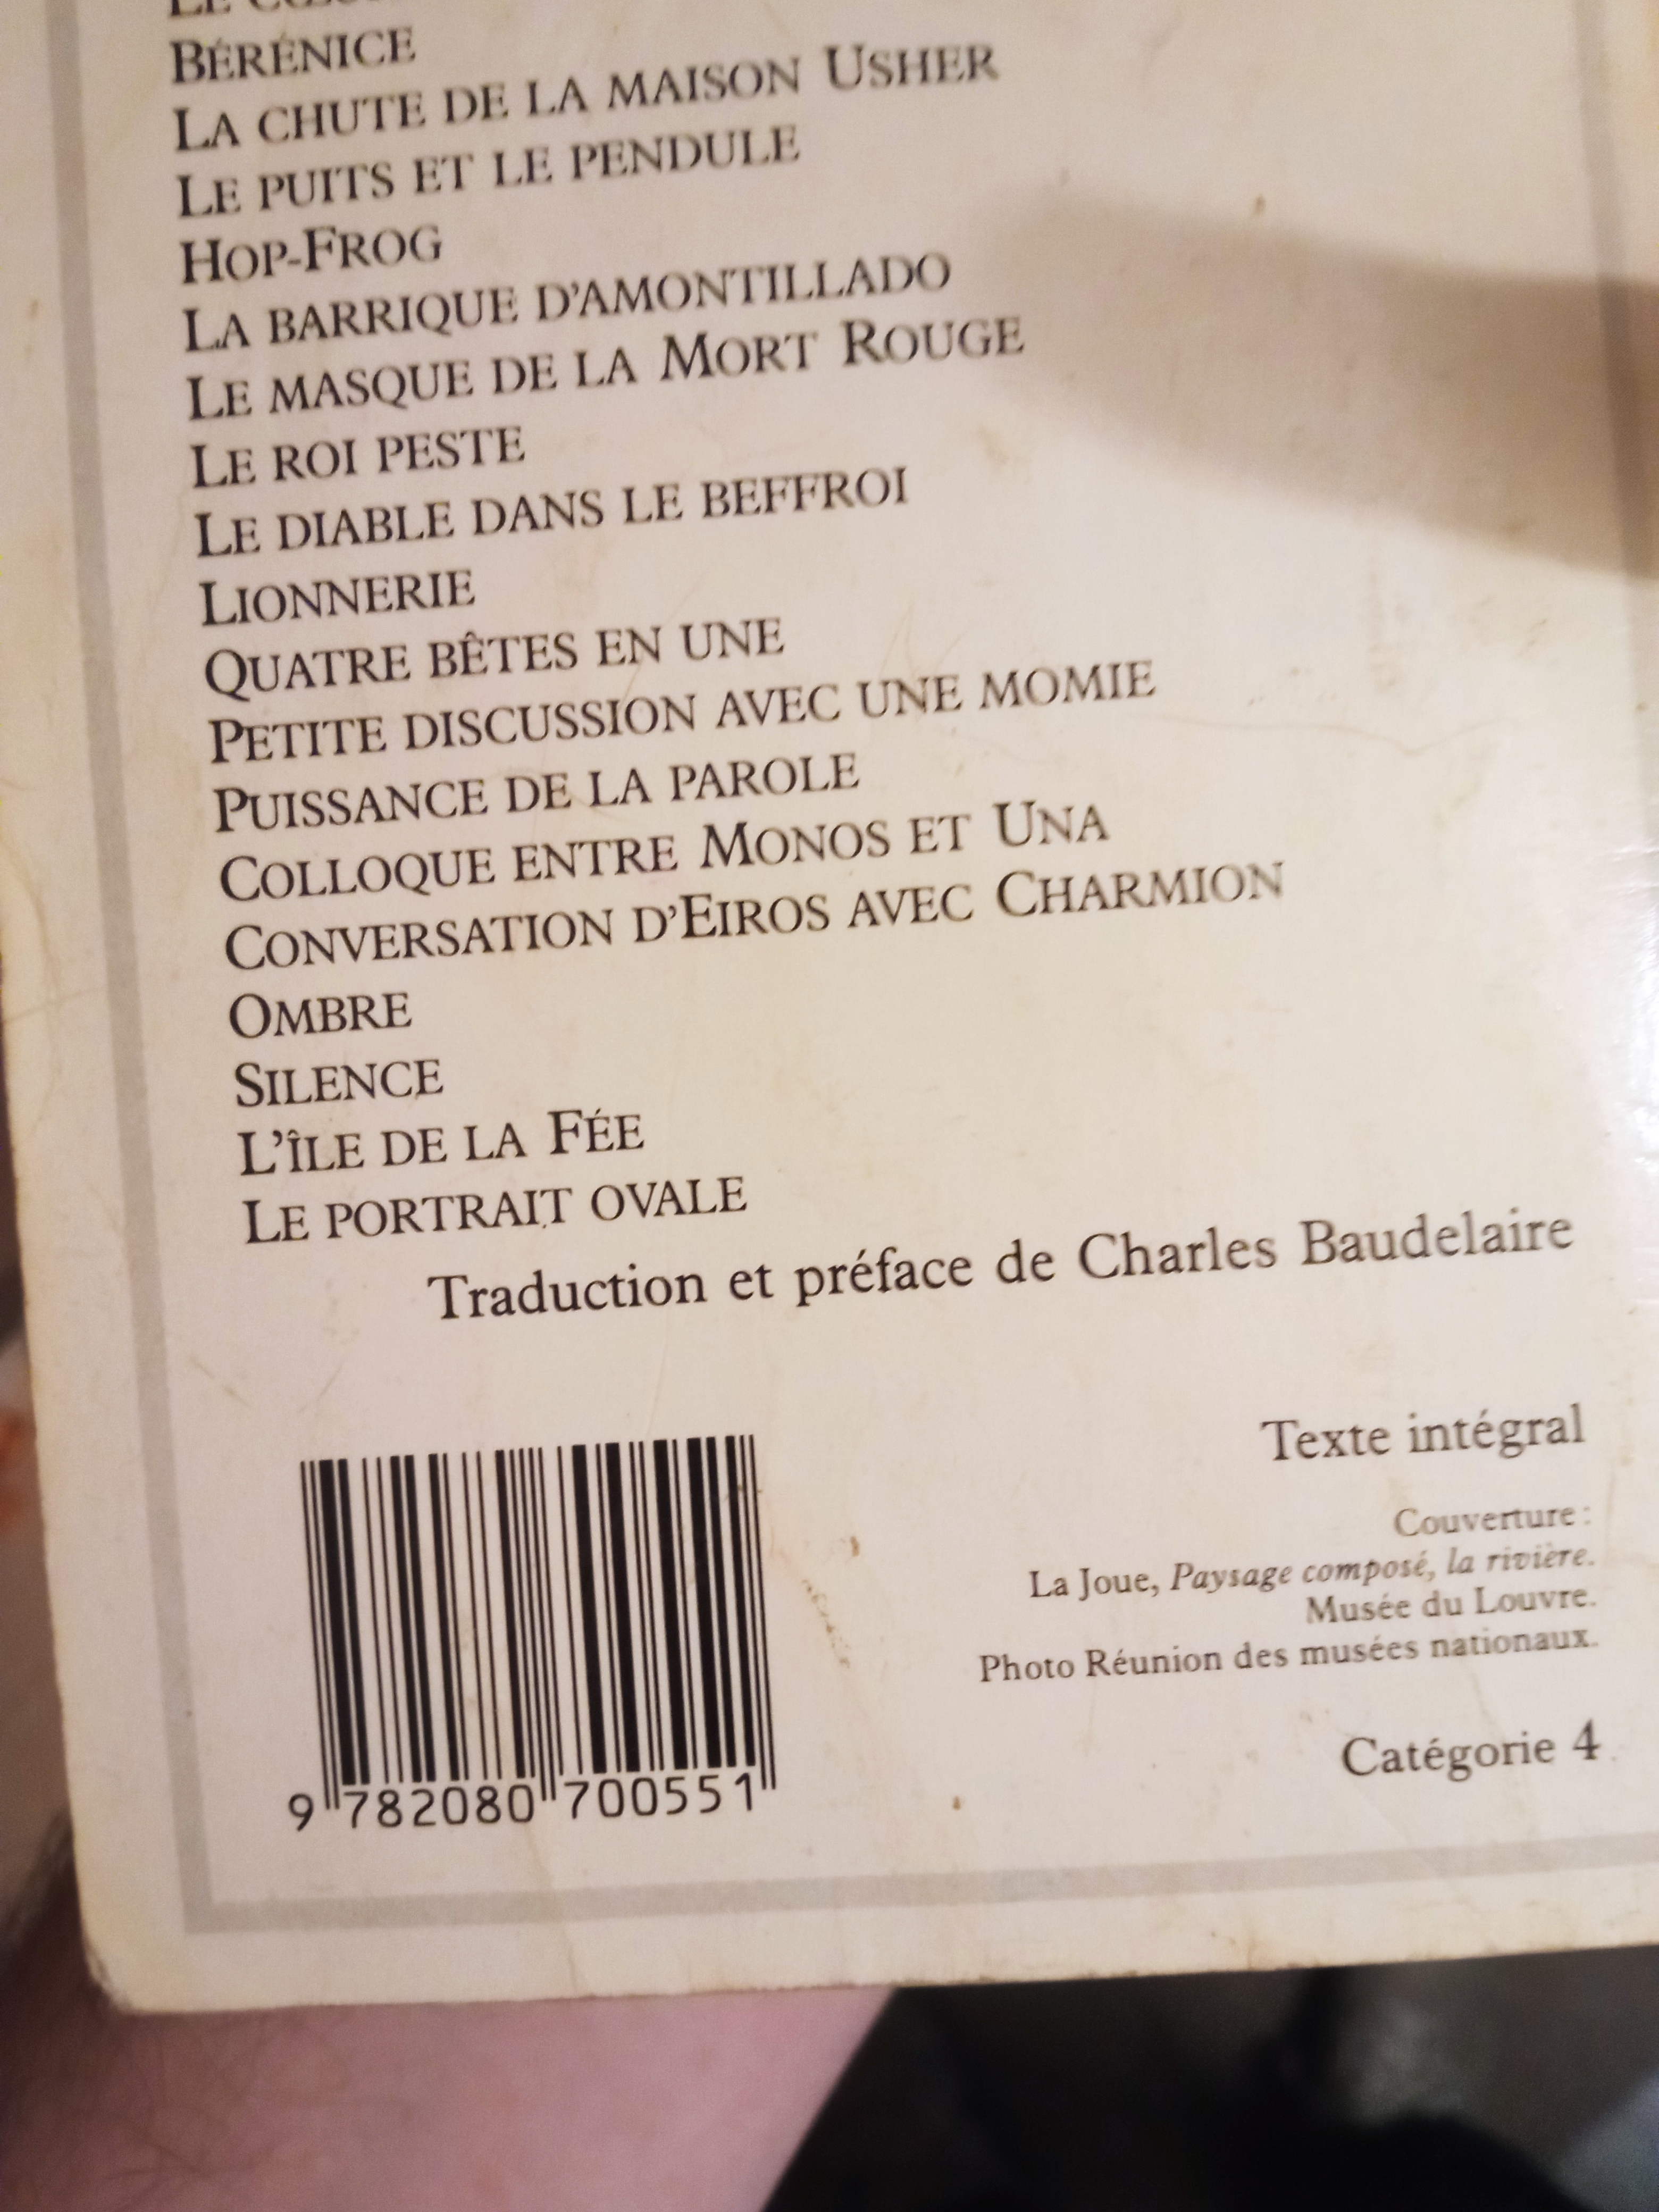 BÉRÉNICE
LA CHUTE DE LA MAISON USHER
LE PUITS ET LE PENDULE
HOP-FROG
LA BARRIQUE D'AMONTILLADO
LE MASQUE DE LA MORT ROUGE
LE ROI PESTE
LE DIABLE DANS LE BEFFROI
LIONNERIE
QUATRE BÊTES EN UNE
PETITE DISCUSSION AVEC UNE MOMIE
PUISSANCE DE LA PAROLE
COLLOQUE ENTRE MONOS ET UNA
CONVERSATION D'EIROS AVEC CHARMION
OMBRE
SILENCE
L'ÎLE DE LA FÉE
LE PORTRAIT OVALE
Traduction et préface de Charles Baudelaire
Texte intégral
Couverture :
La Joue, Paysage composé, la rivière.
Musée du Louvre.
Photo Réunion des musées nationaux.
Catégorie 4
9 782080 700551